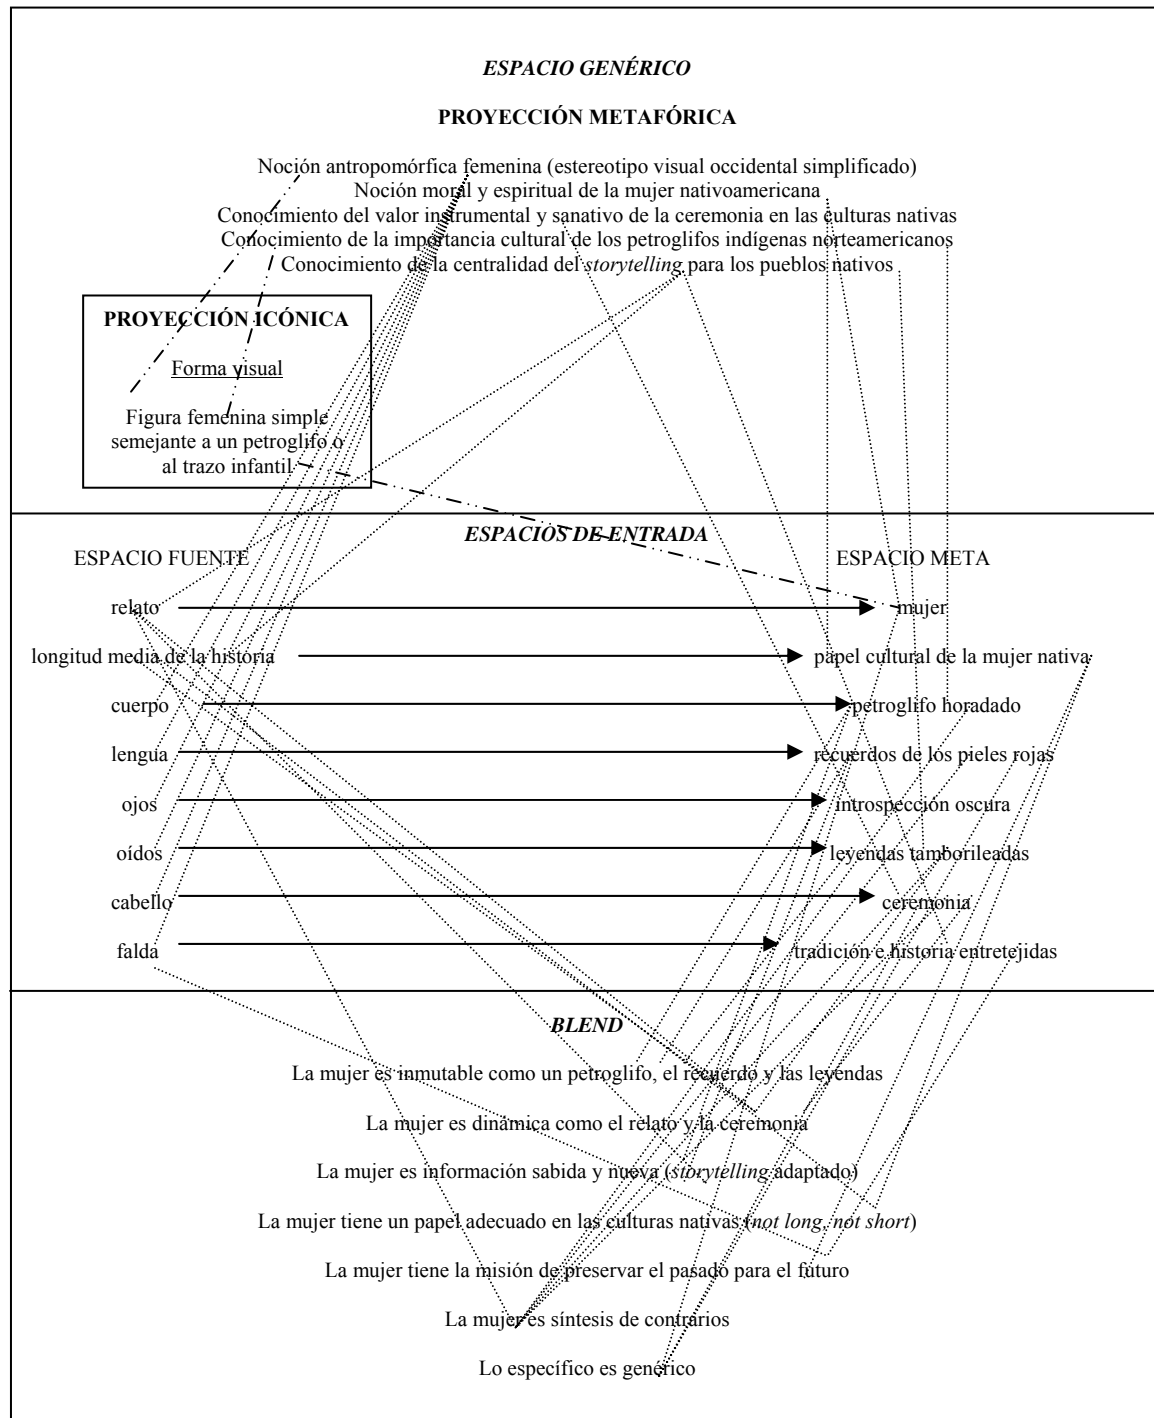 ESPACIO GENÉRICO
PROYECCIÓN METAFÓRICA
Noción antropomórfica femenina (estereotipo visual occidental simplificado)
Noción moral y espiritual de la mujer nativoamericana
Conocimiento del valor instrumental y sanativo de la ceremonia en las culturas nativas
Conocimiento de la importancia cultural de los petroglifos indígenas norteamericanos
Conocimiento de la centralidad del storytelling para los pueblos nativos
PROYECCIÓN ICÓNICA
Forma visual
Figura femenina simple
semejante a un petroglifo o
al trazo infantil
ESPACIOS DE ENTRADA
ESPACIO FUENTE
ESPACIO META
relato
mujer
longitud media de la historia
papel cultural de la mujer nativa
cuerpo
petroglifo horadado
lengua
recuerdos de los pieles rojas
ojos
introspección oscura
oídos
leyendas tamborileadas
cabello
ceremonia
falda
tradición e historia entretejidas
BLEND
La mujer es inmutable como un petroglifo, el recuerdo y las leyendas
La mujer es dinámica como el relato y la ceremonia
La mujer es información sabida y nueva (storytelling adaptado)
La mujer tiene un papel adecuado en las culturas nativas (not long, not short)
La mujer tiene la misión de preservar el pasado para el futuro
La mujer es síntesis de contrarios
Lo específico es genérico